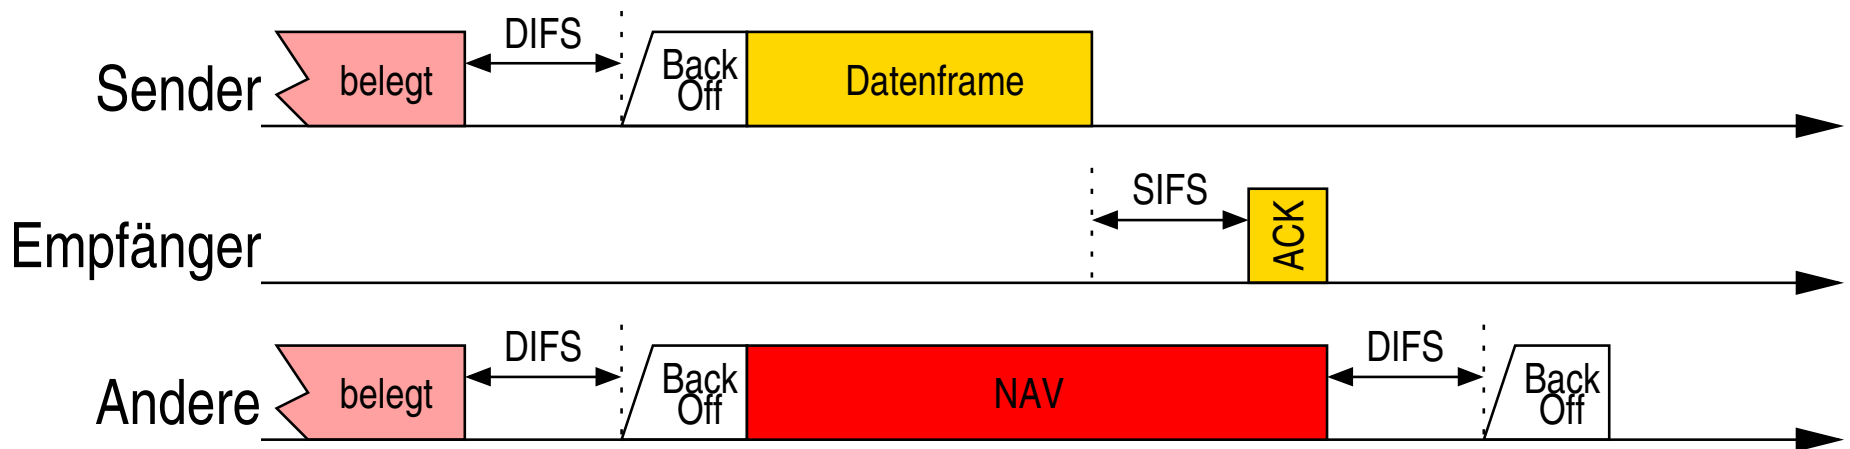 DIFS
Sender
belegt
Back
Off
Datenframe
SIFS
Empfänger
ACK
DIFS
DIFS
Andere
belegt
Back
Off
NAV
Back
Off